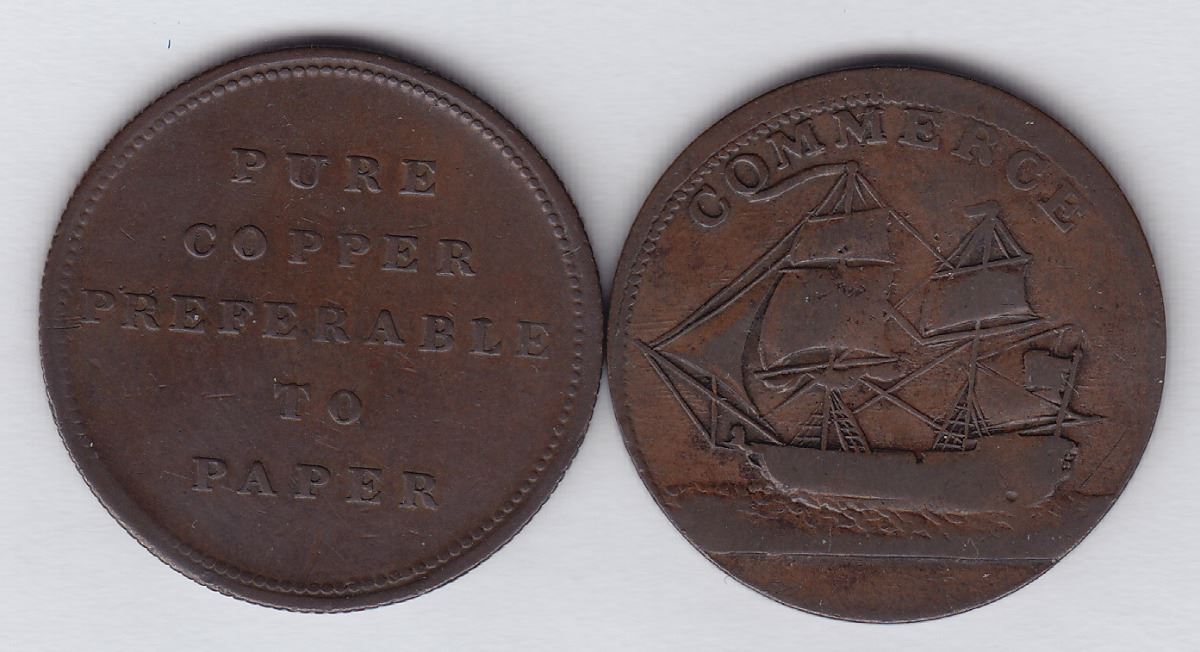 PURE
COPPER
PREFERABLE
TO
PAPER
COMMERCE